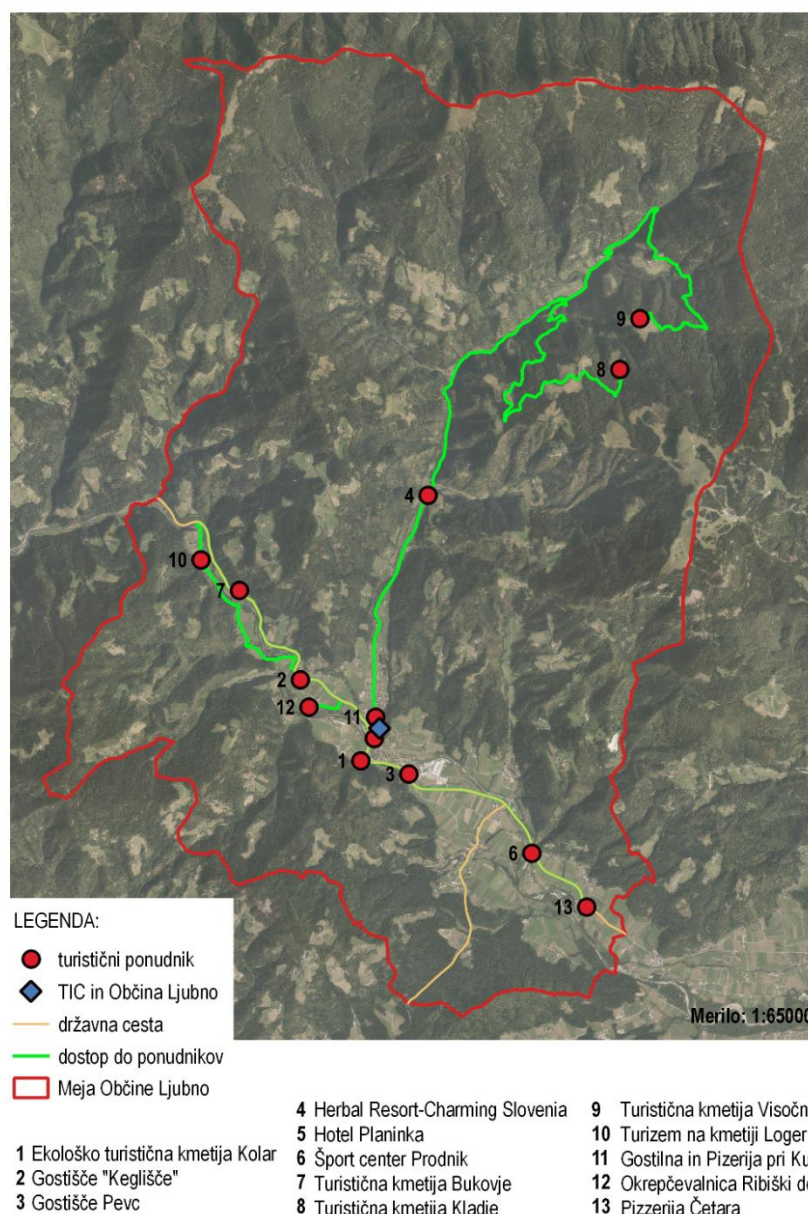 9
8
4
10
7
2
12
11
1
3
6
13
LEGENDA:
turistični ponudnik
TIC in Občina Ljubno
državna cesta
dostop do ponudnikov
Meja Občine Ljubno
Merilo: 1:65000
1 Ekološko turistična kmetija Kolar
2 Gostišče "Keglišče"
3 Gostišče Pevc
4 Herbal Resort-Charming Slovenia
5 Hotel Planinka
6 Šport center Prodnik
7 Turistična kmetija Bukovje
8 Turistična kmetija Kladje
9 Turistična kmetija Visočn
10 Turizem na kmetiji Loger
11 Gostilna in Pizerija pri Ku
12 Okrepčevalnica Ribiški d
13 Pizzerija Četara